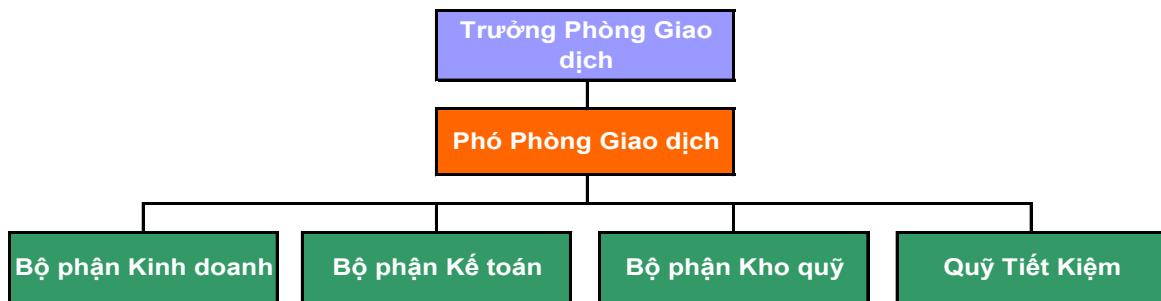 Trưởng Phòng Giao
dịch
Phó Phòng Giao dịch
Bộ phận Kinh doanh
Bộ phận Kế toán
Bộ phận Kho quỹ
Quỹ Tiết Kiệm